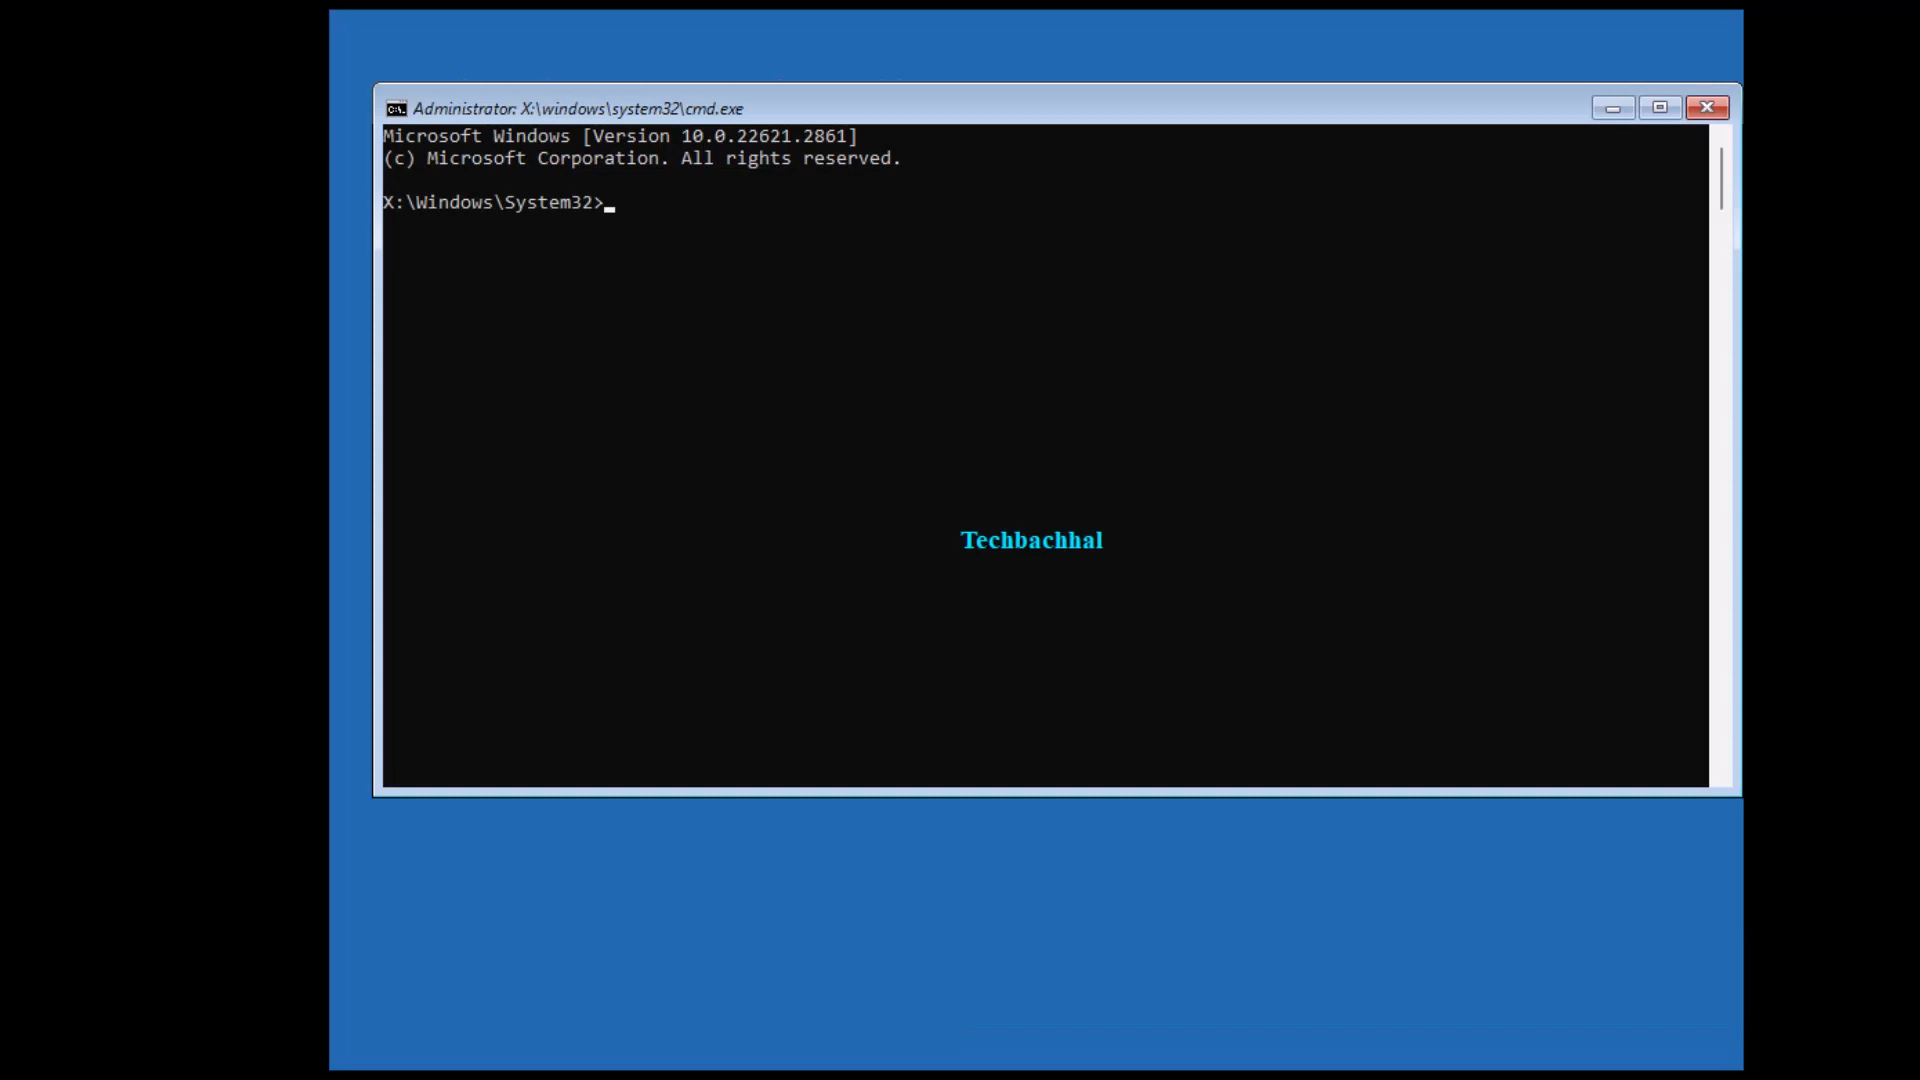 Administrator: X:\windows\system32\cmd.exe
Microsoft Windows [Version 10.0.22621.2861]
(c) Microsoft Corporation. All rights reserved.
X:\Windows\System32>
Techbachhal